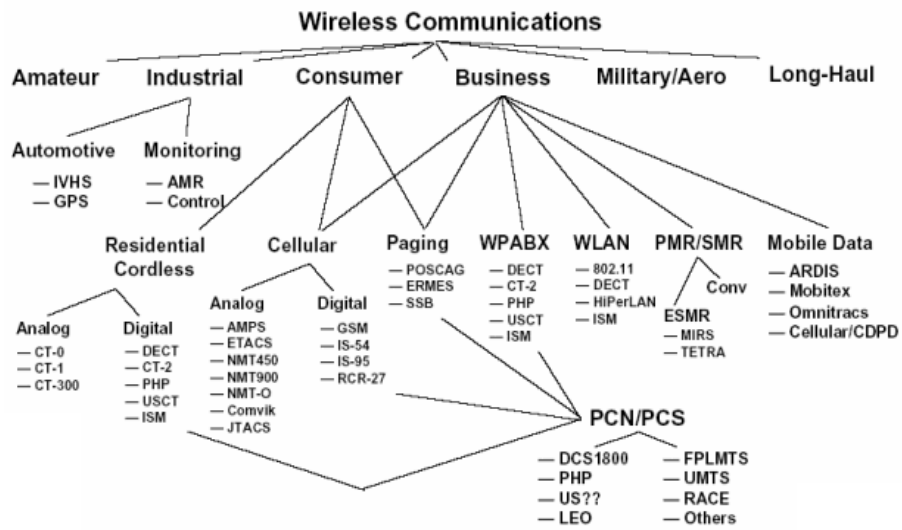 Wireless Communications
Amateur Industrial Consumer Business Military/Aero Long-Haul
Automotive
— IVHS
— GPS
Monitoring
— AMR
— Control
Residential
Cordless
Analog
— CT-0
— CT-1
— CT-300
Digital
— DECT
— CT-2
— PHP
— USCT
— ISM
Cellular
Analog
— AMPS
— ETACS
— NMT450
— NMT900
— NMT-O
— Comvik
— JTACS
Digital
— GSM
— IS-54
— IS-95
— RCR-27
Paging
— POSCAG
— ERMES
— SSB
WPABX
— DECT
— CT-2
— PHP
— USCT
— ISM
WLAN
— 802.11
— DECT
— HiPerLAN
— ISM
PMR/SMR
Conv
ESMR
— MIRS
— TETRA
Mobile Data
— ARDIS
— Mobitex
— Omnitracs
— Cellular/CDPD
PCN/PCS
— DCS1800
— PHP
— US??
— LEO
— FPLMTS
— UMTS
— RACE
— Others